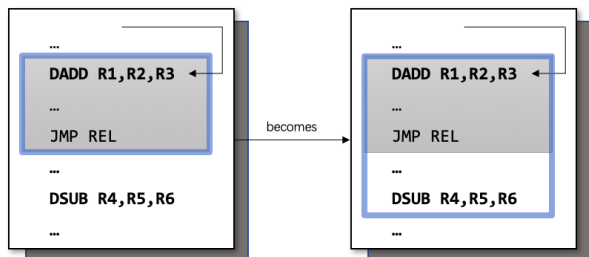 …
DADD R1,R2,R3
…
JMP REL
…
DSUB R4,R5,R6
…
becomes
…
DADD R1,R2,R3
…
JMP REL
…
DSUB R4,R5,R6
…